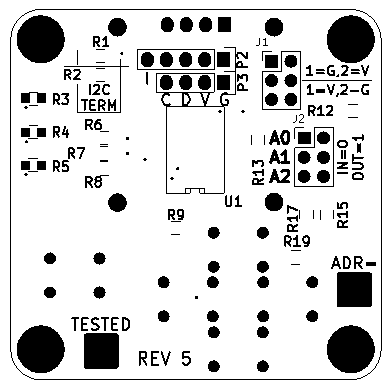 J1
R1
P2
R2
1=G,2=V
I
P3
I2C
TERM
1=V,2-G
R3
C D V G
R12
J2
R4
R6
A0
R7
A1
R5
R13
IN=0
OUT=1
A2
R8
U1
R9
R17
R15
R19
ADR-
TESTED
REV 5